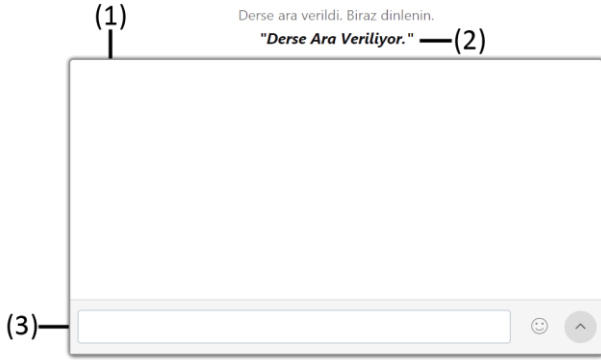 (1)
Derse ara verildi. Biraz dinlenin.
"Derse Ara Veriliyor." (2)
(3)